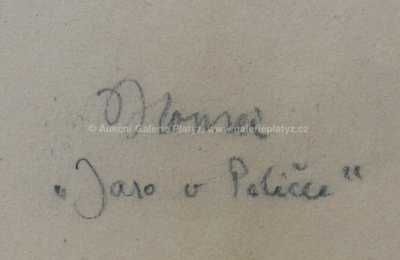 © Aukční Galerie Platýz, www.galerieplatyz.cz
„Jaro v Poličce“